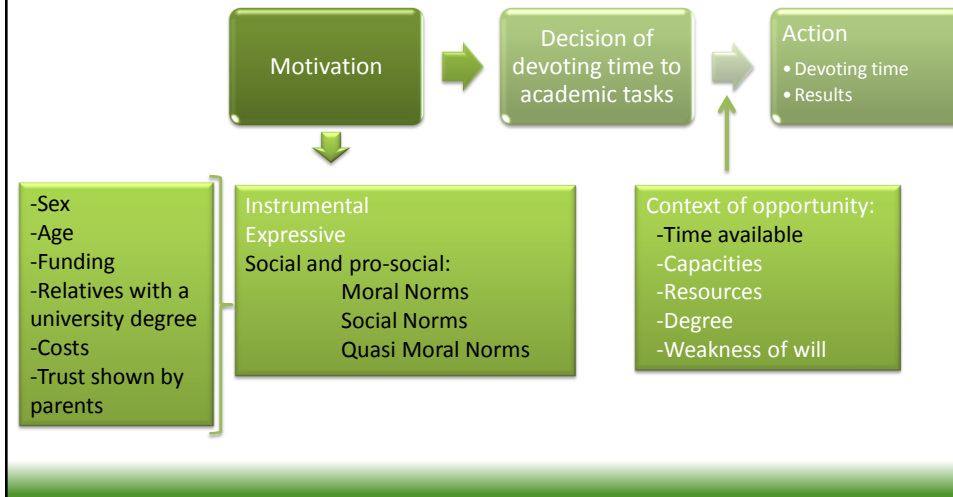 Motivation
Decision of
devoting time to
academic tasks
Action
• Devoting time
• Results
-Sex
-Age
-Funding
-Relatives with a
university degree
-Costs
-Trust shown by
parents
Instrumental
Expressive
Social and pro-social:
Moral Norms
Social Norms
Quasi Moral Norms
Context of opportunity:
-Time available
-Capacities
-Resources
-Degree
-Weakness of will